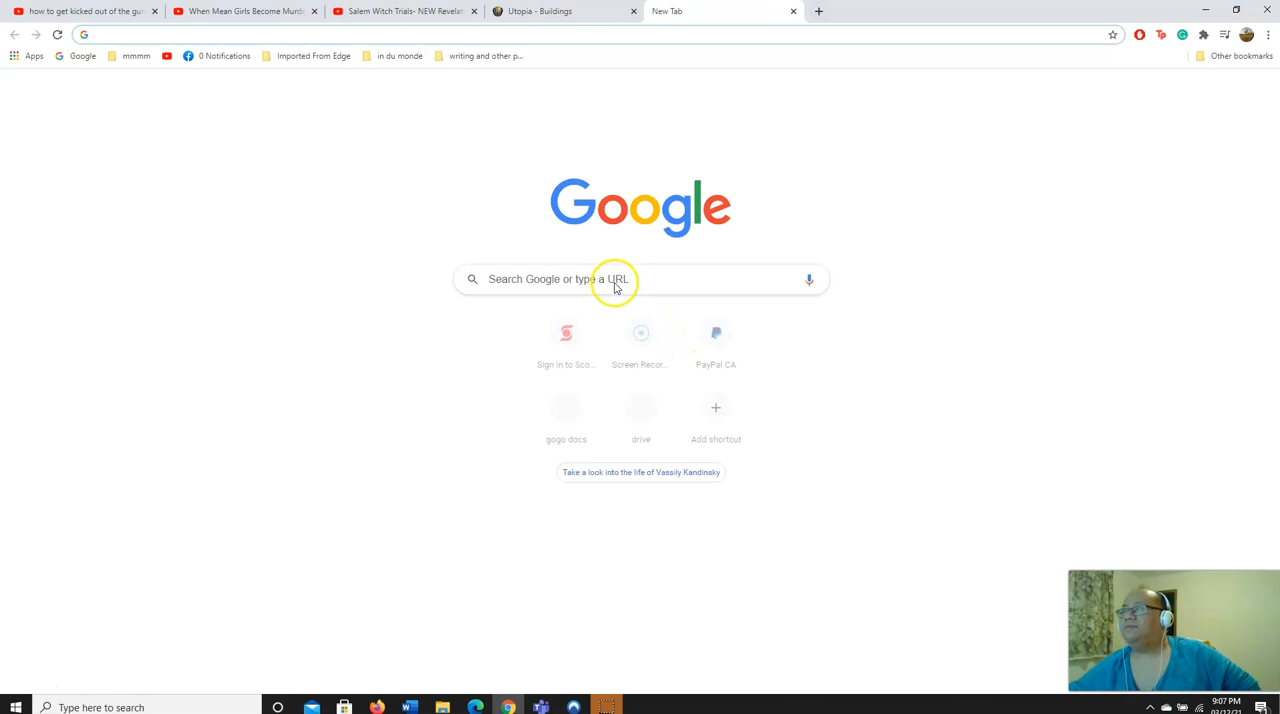 how to get kicked out of the gur
When Mean Girls Become Murde
Salem Witch Trials- NEW Revelat
Utopia - Buildings
New Tab
Apps
Google
mmmm
0 Notifications
Imported From Edge
in du monde
writing and other p...
Other bookmarks
Google
Search Google or type a URL
Sign in to Sco...
Screen Recor...
PayPal CA
gogo docs
drive
Add shortcut
Take a look into the life of Vassily Kandinsky
Type here to search
9:07 PM
03/12/21